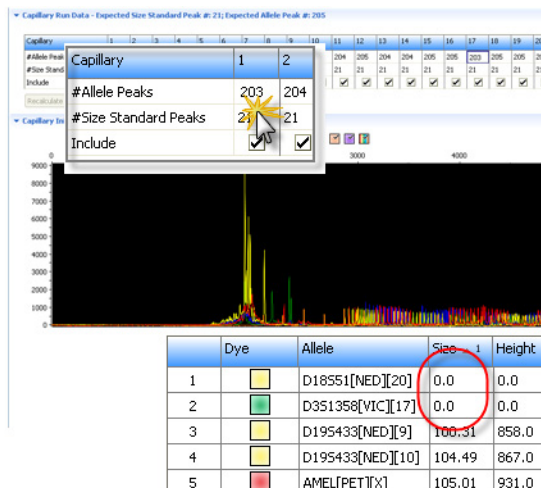 Capillary Run Data - Expected Size Standard Peak #: 21; Expected Allele Peak #: 205
Capillary 1 2 3 4 5 6 7 8 9 10 11 12 13 14 15 16 17 18 19
#Allele Peak 204 205 204 204 205 205 203 205 205
#Size Stand 21 21 21 21 21 21 21 21 21
Include
Recalculate
Capillary 1 2
#Allele Peaks 203 204
#Size Standard Peaks 21
Include
Capillary
0 3000 4000
9000
8000
7000
6000
5000
4000
3000
2000
1000
0
Dye Allele Size 1 Height
1 D18S51[NED][20] 0.0 0.0
2 D3S1358[VIC][17] 0.0 0.0
3 D19S433[NED][9] 100.31 858.0
4 D19S433[NED][10] 104.49 867.0
5 AMEL[PET][X] 105.01 931.0